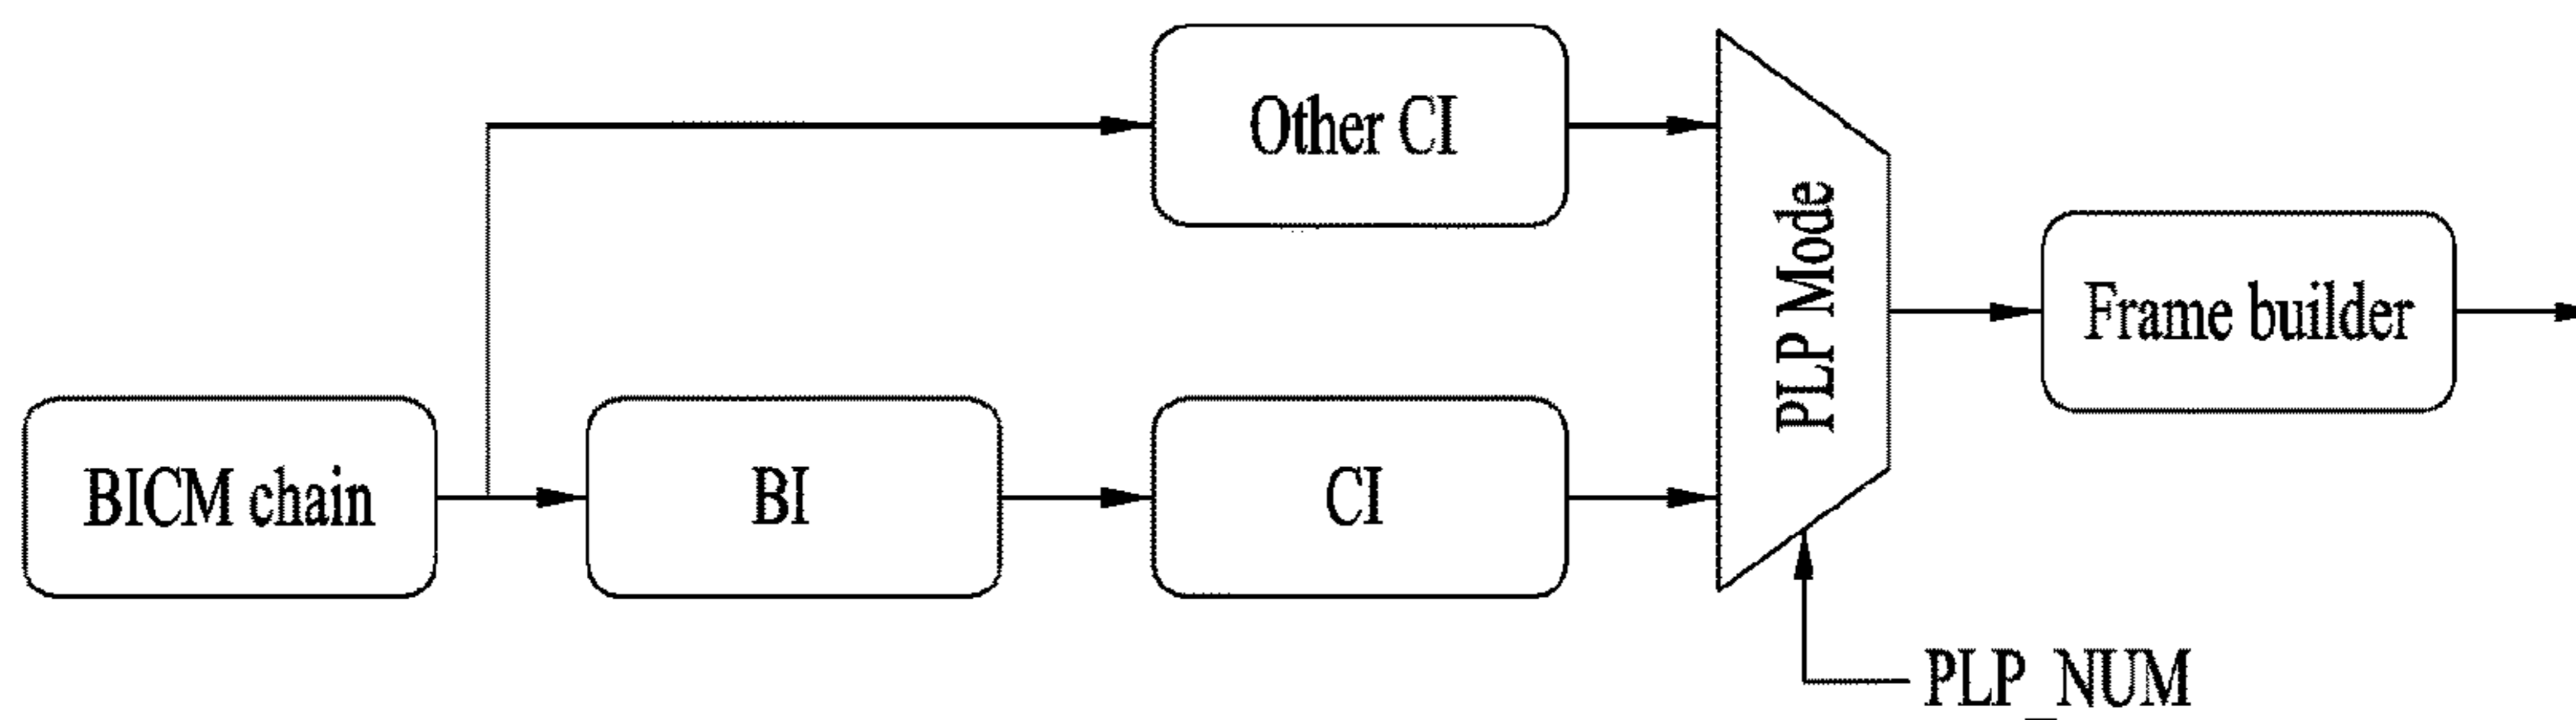 Other CI
PLP Mode
Frame builder
BICM chain
BI
CI
PLP_NUM